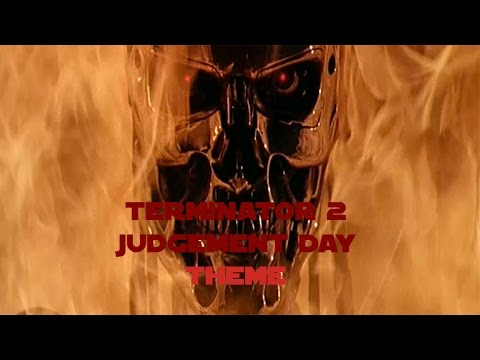 TERMINATOR 2
JUDGEMENT DAY
THEME